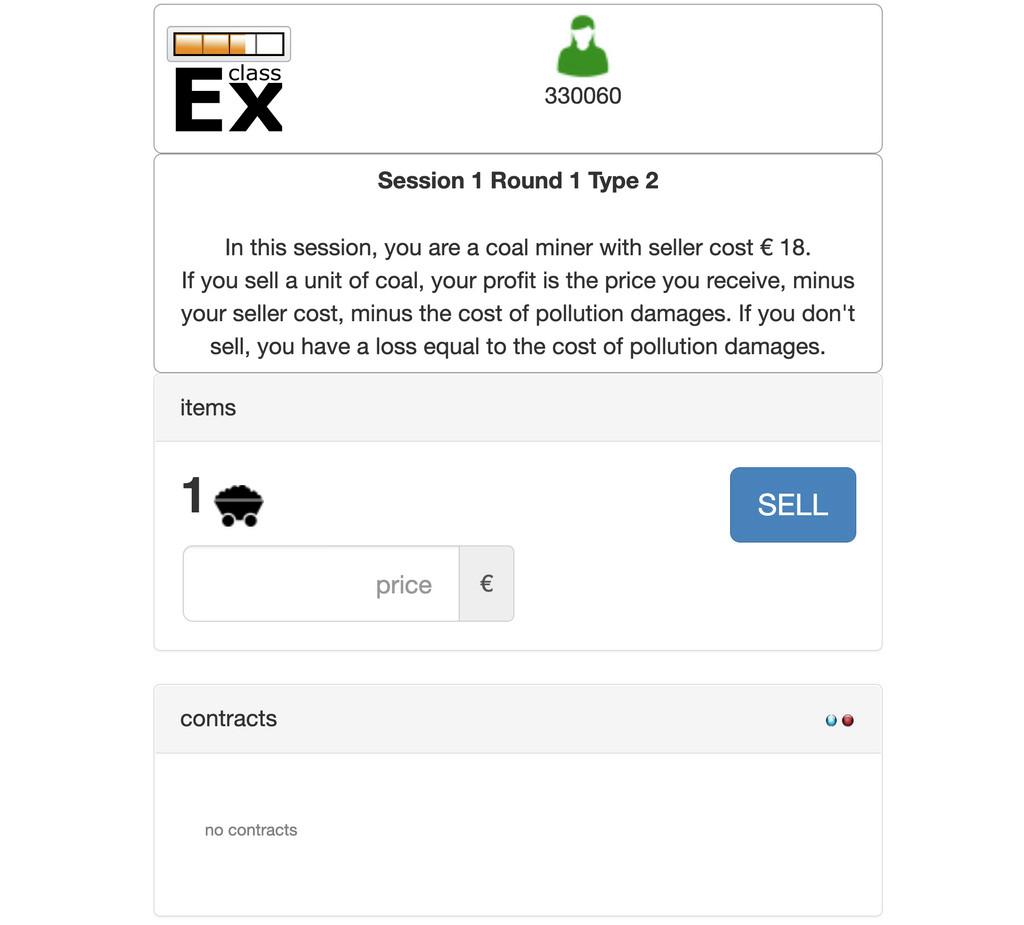 class
Ex
330060
Session 1 Round 1 Type 2
In this session, you are a coal miner with seller cost € 18.
If you sell a unit of coal, your profit is the price you receive, minus
your seller cost, minus the cost of pollution damages. If you don't
sell, you have a loss equal to the cost of pollution damages.
items
1
SELL
price €
contracts
no contracts